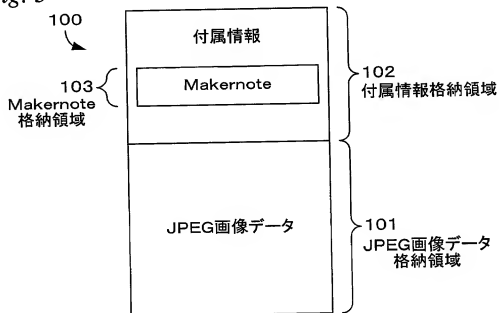 100
付属情報
103
Makernote
格納領域
Makernote
102
付属情報格納領域
JPEG画像データ
101
JPEG画像データ
格納領域